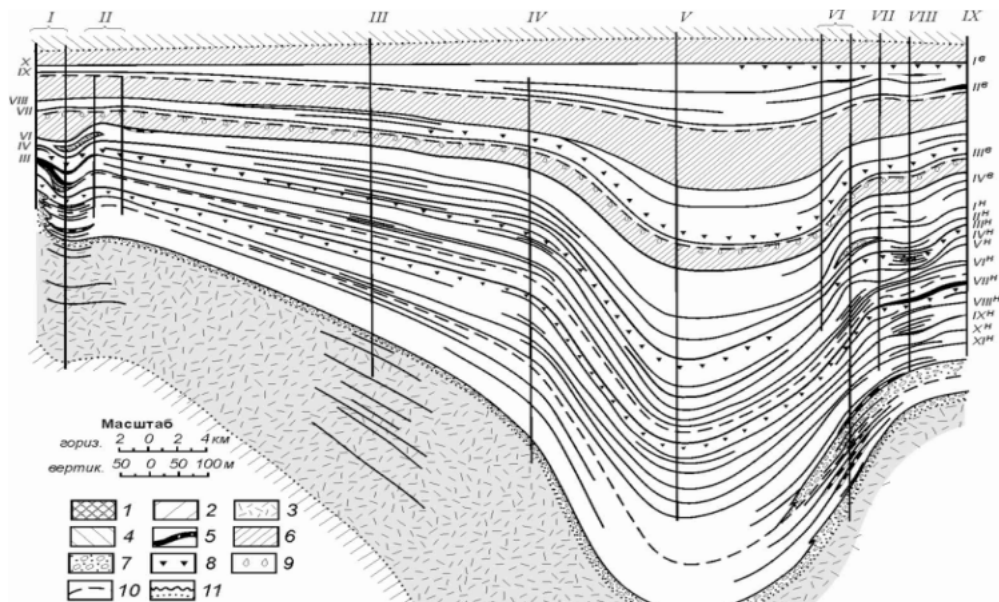 I II III IV V VI VII VIII IX
X
IX
VIII
VII
VI
IV
III
Iᵉ
IIᵉ
IIIᵉ
IVᵉ
Iᴴ
IIᴴ
IIIᴴ
IVᴴ
Vᴴ
VIᴴ
VIIᴴ
VIIIᴴ
IXᴴ
Xᴴ
XIᴴ
Масштаб
гориз. 2 0 2 4 км
вертик. 50 0 50 100 м
1 2 3
4 5 6
7 8 9
10 11